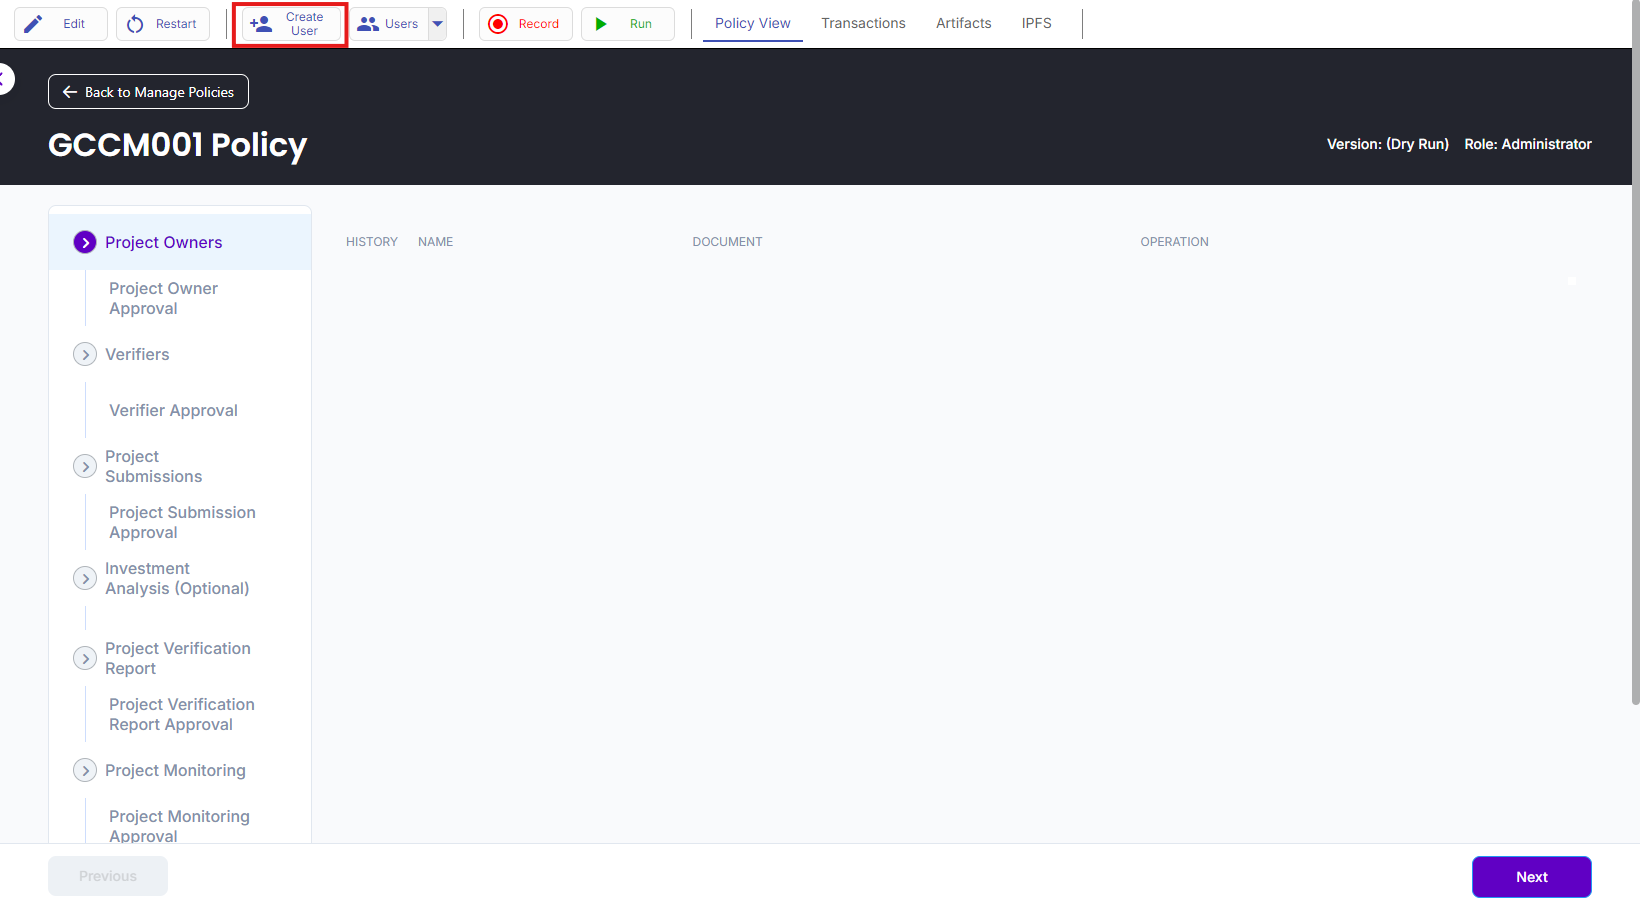 Edit
Restart
Create
User
Users
Record
Run
Policy View
Transactions
Artifacts
IPFS
Back to Manage Policies
GCCM001 Policy
Version: (Dry Run) Role: Administrator
Project Owners
Project Owner
Approval
Verifiers
Verifier Approval
Project
Submissions
Project Submission
Approval
Investment
Analysis (Optional)
Project Verification
Report
Project Verification
Report Approval
Project Monitoring
Project Monitoring
Approval
HISTORY NAME DOCUMENT OPERATION
Previous
Next